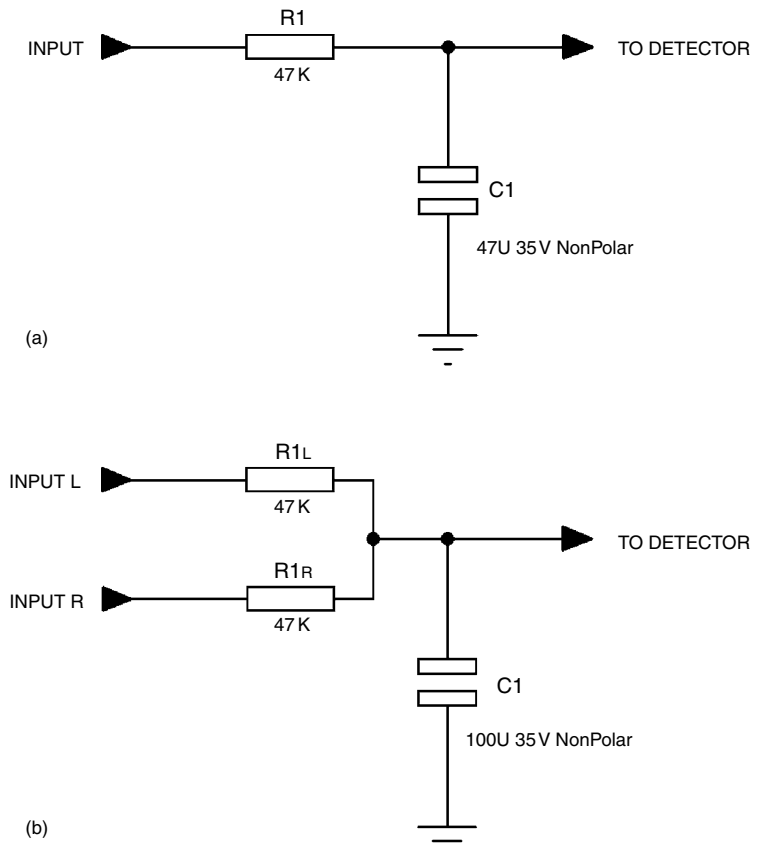 R1
INPUT
TO DETECTOR
47K
C1
47U 35V NonPolar
(a)
R1L
INPUT L
47K
TO DETECTOR
R1R
INPUT R
47K
C1
100U 35V NonPolar
(b)